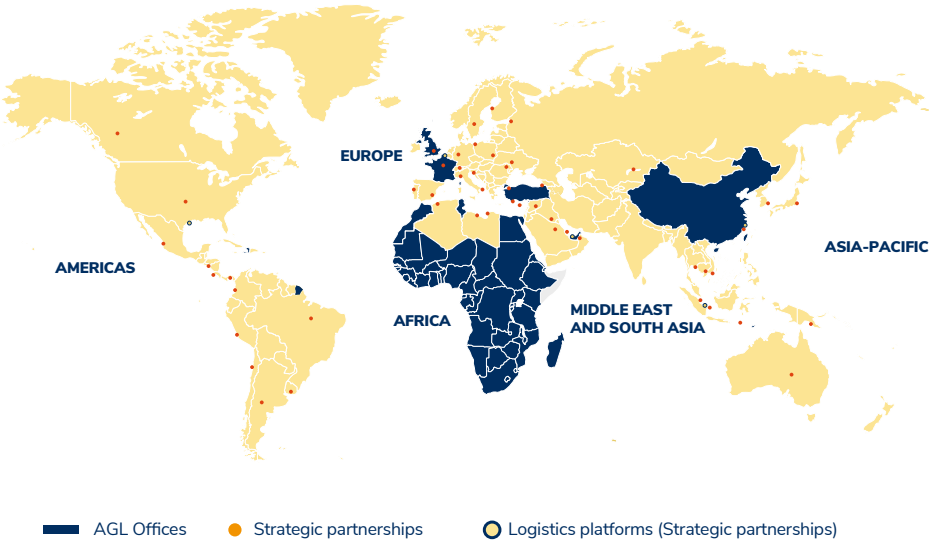 EUROPE
ASIA-PACIFIC
AMERICAS
MIDDLE EAST
AND SOUTH ASIA
AFRICA
AGL Offices
Strategic partnerships
Logistics platforms (Strategic partnerships)